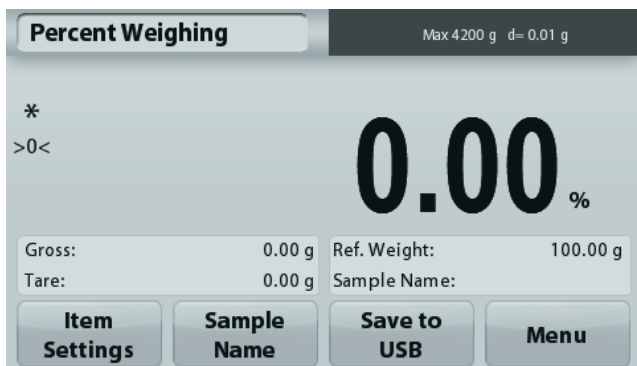 Percent Weighing
Max 4200 g d= 0.01 g
*
>0<
0.00 %
Gross: 0.00 g
Tare: 0.00 g
Ref. Weight: 100.00 g
Sample Name:
Item
Settings
Sample
Name
Save to
USB
Menu